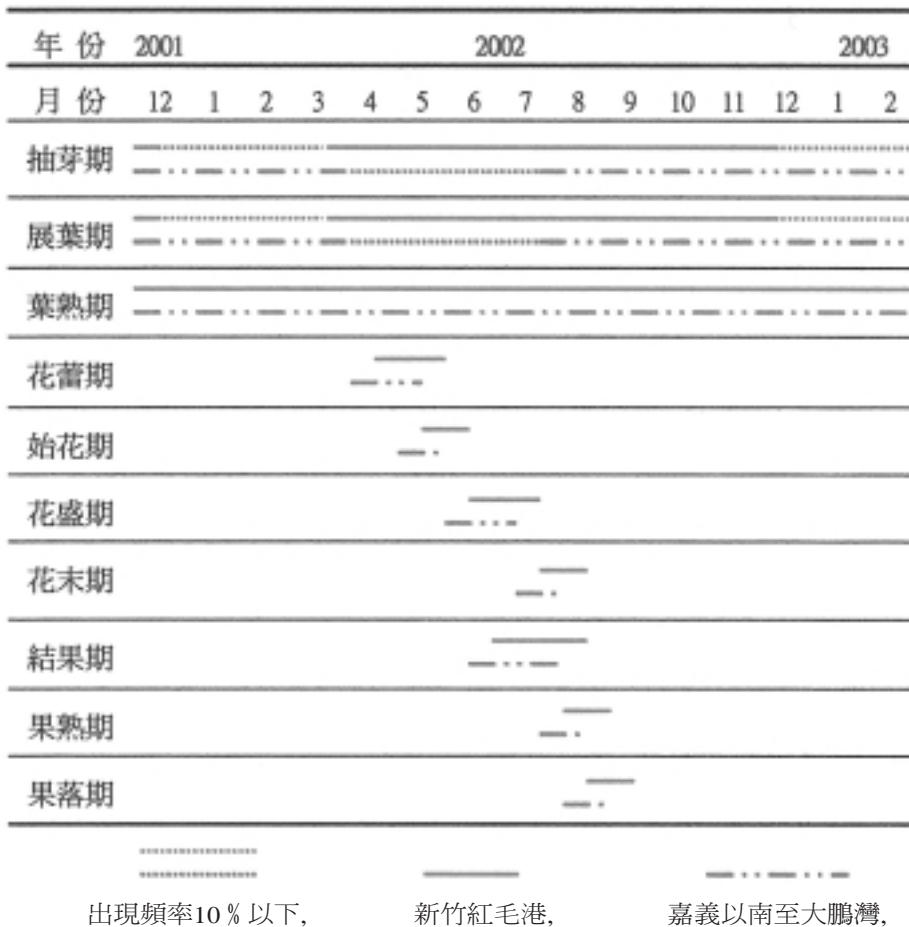 年 份 2001 2002 2003
月 份 12 1 2 3 4 5 6 7 8 9 10 11 12 1 2
抽芽期
展葉期
葉熟期
花蕾期
始花期
花盛期
花末期
結果期
果熟期
果落期
出現頻率10％以下, 新竹紅毛港, 嘉義以南至大鵬灣,